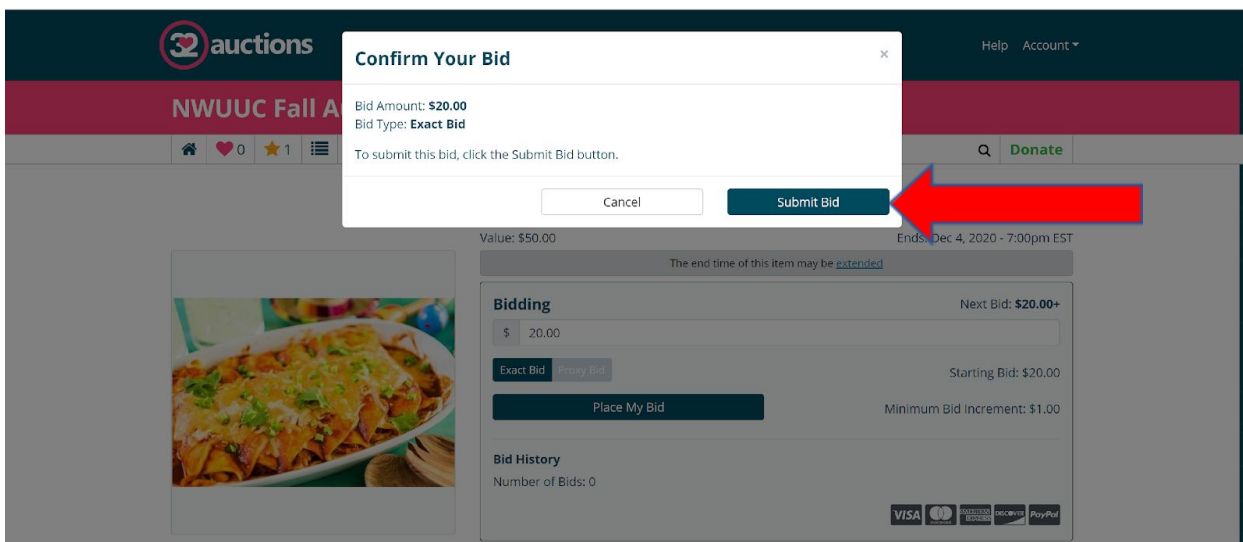 32 auctions
Help Account
Confirm Your Bid ×
NWUUC Fall A
Bid Amount: $20.00
Bid Type: Exact Bid
0 1
To submit this bid, click the Submit Bid button.
Donate
Cancel Submit Bid
Value: $50.00 Ends: Dec 4, 2020 - 7:00pm EST
The end time of this item may be extended
Bidding Next Bid: $20.00+
$ 20.00
Exact Bid Proxy Bid Starting Bid: $20.00
Place My Bid Minimum Bid Increment: $1.00
Bid History
Number of Bids: 0
VISA DISCOVER PayPal